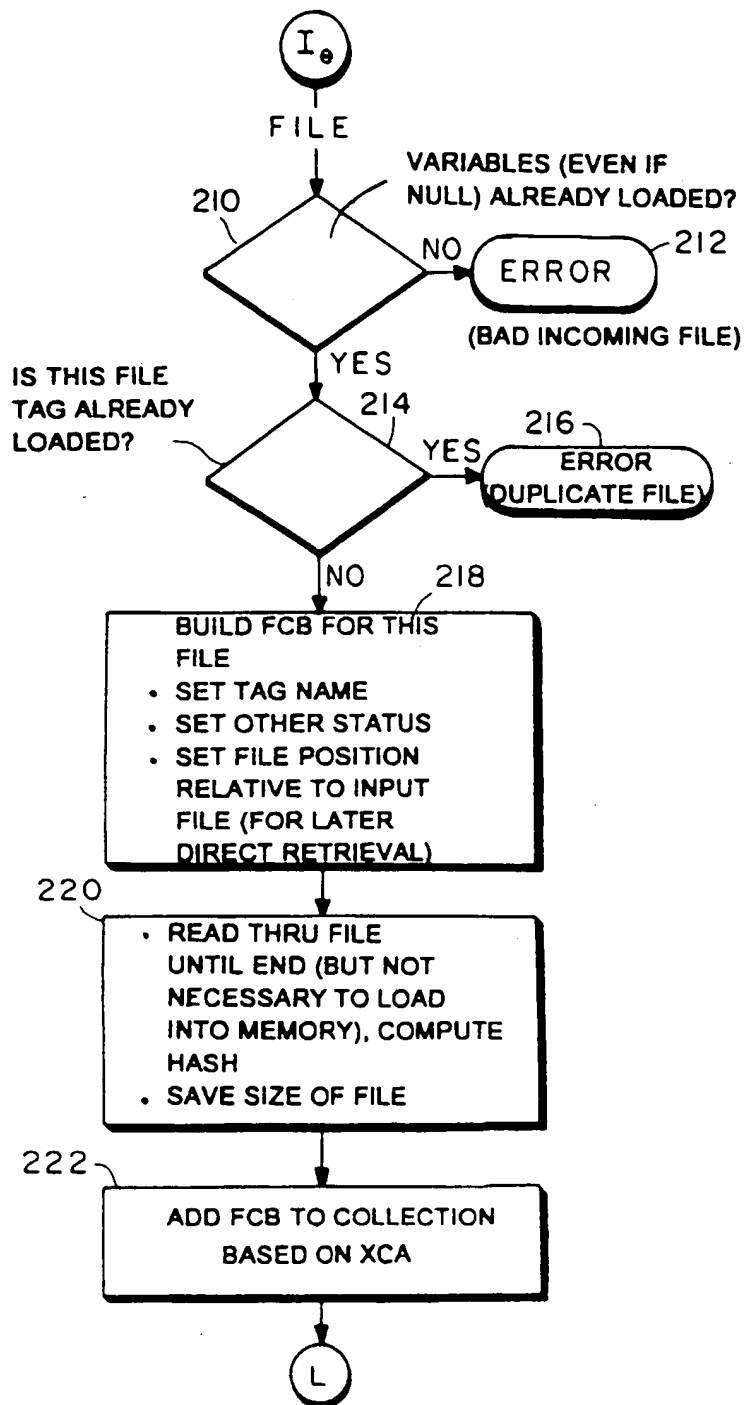 Ie
FILE
VARIABLES (EVEN IF
NULL) ALREADY LOADED?
210
NO
212
ERROR
(BAD INCOMING FILE)
YES
IS THIS FILE
TAG ALREADY
LOADED?
214
YES
216
ERROR
(DUPLICATE FILE)
NO
218
BUILD FCB FOR THIS
FILE
• SET TAG NAME
• SET OTHER STATUS
• SET FILE POSITION
RELATIVE TO INPUT
FILE (FOR LATER
DIRECT RETRIEVAL)
220
• READ THRU FILE
UNTIL END (BUT NOT
NECESSARY TO LOAD
INTO MEMORY), COMPUTE
HASH
• SAVE SIZE OF FILE
222
ADD FCB TO COLLECTION
BASED ON XCA
L